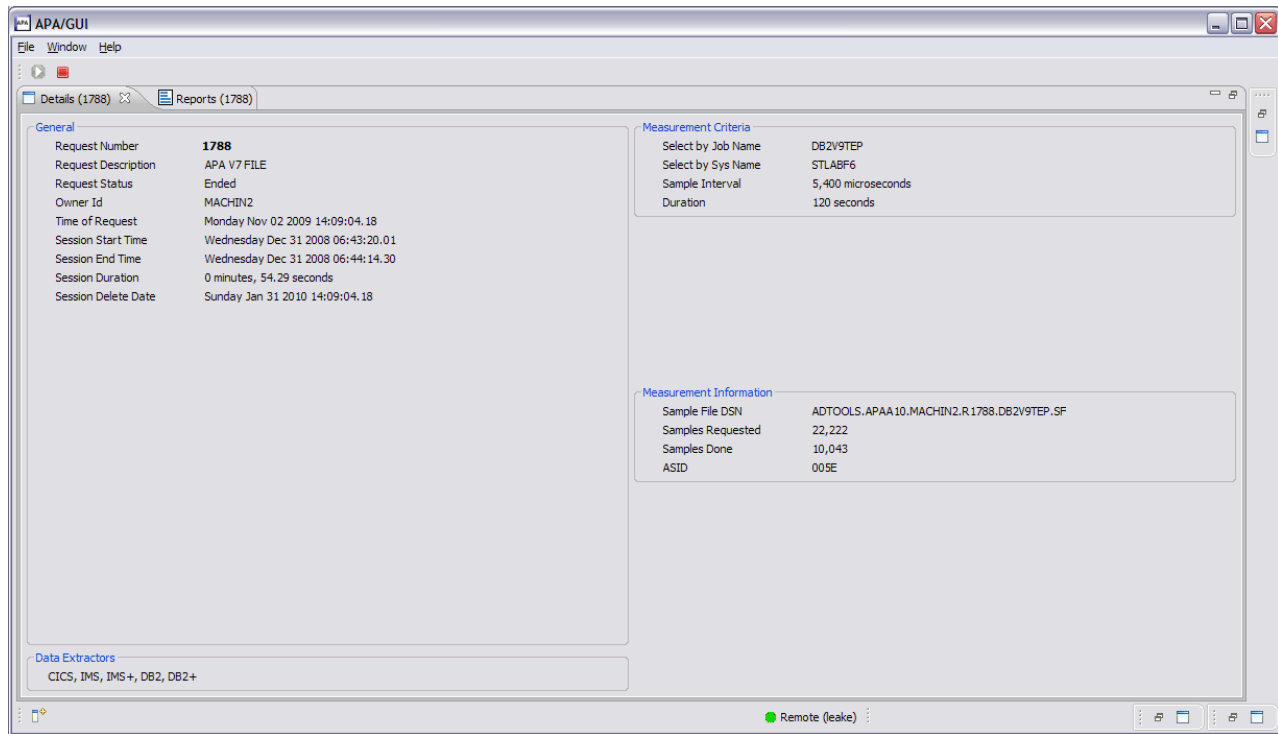 APA/GUI
File Window Help
Details (1788) Reports (1788)
General
Request Number 1788
Request Description APA V7 FILE
Request Status Ended
Owner Id MACHIN2
Time of Request Monday Nov 02 2009 14:09:04.18
Session Start Time Wednesday Dec 31 2008 06:43:20.01
Session End Time Wednesday Dec 31 2008 06:44:14.30
Session Duration 0 minutes, 54.29 seconds
Session Delete Date Sunday Jan 31 2010 14:09:04.18
Data Extractors
CICS, IMS, IMS+, DB2, DB2+
Measurement Criteria
Select by Job Name DB2V9TEP
Select by Sys Name STLABF6
Sample Interval 5,400 microseconds
Duration 120 seconds
Measurement Information
Sample File DSN ADTOOLS.APAA10.MACHIN2.R1788.DB2V9TEP.SF
Samples Requested 22,222
Samples Done 10,043
ASID 005E
Remote (leake)